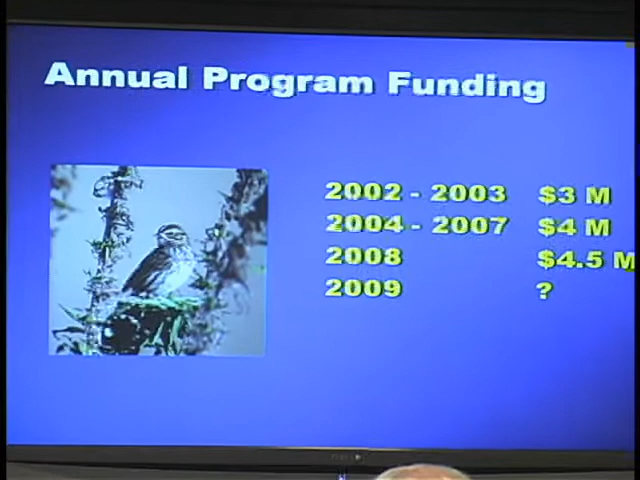 Annual Program Funding
2002 - 2003 $3 M
2004 - 2007 $4 M
2008 $4.5 M
2009 ?